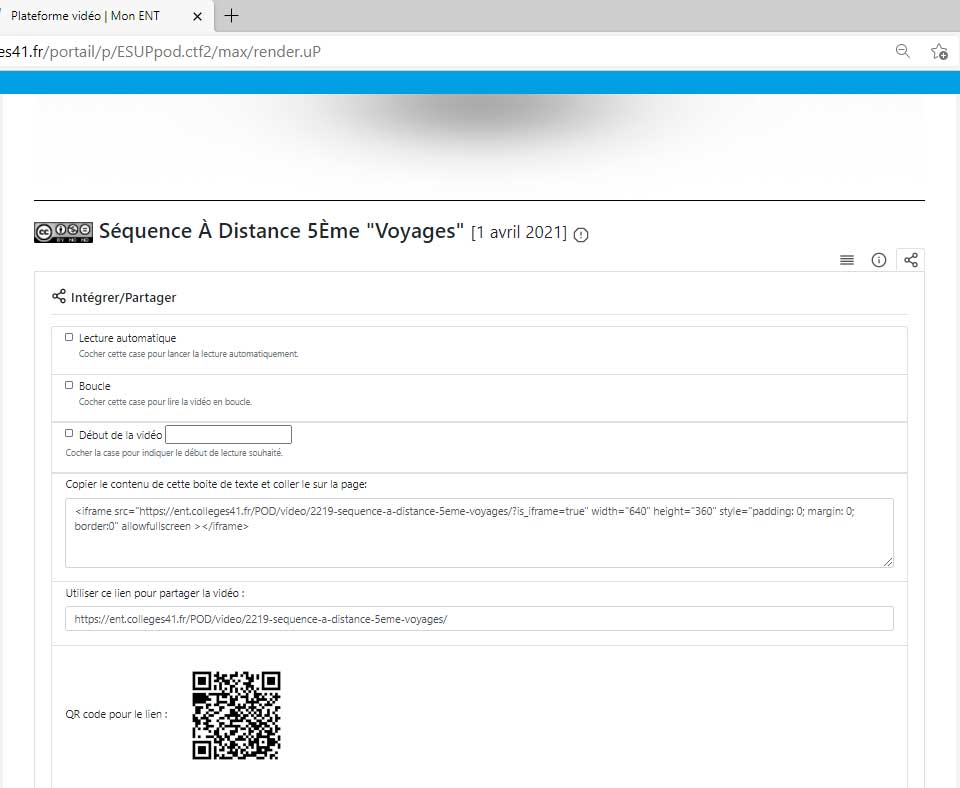 Plateforme vidéo | Mon ENT
es41.fr/portail/p/ESUPpod.ctf2/max/render.uP
Séquence À Distance 5Ème "Voyages" [1 avril 2021]
Intégrer/Partager
Lecture automatique
Cocher cette case pour lancer la lecture automatiquement.
Boucle
Cocher cette case pour lire la vidéo en boucle.
Début de la vidéo
Cocher la case pour indiquer le début de lecture souhaité.
Copier le contenu de cette boite de texte et coller le sur la page:
<iframe src="https://ent.colleges41.fr/POD/video/2219-sequence-a-distance-5eme-voyages/?is_iframe=true" width="640" height="360" style="padding: 0; margin: 0;
border:0" allowfullscreen ></iframe>
Utiliser ce lien pour partager la vidéo :
https://ent.colleges41.fr/POD/video/2219-sequence-a-distance-5eme-voyages/
QR code pour le lien :